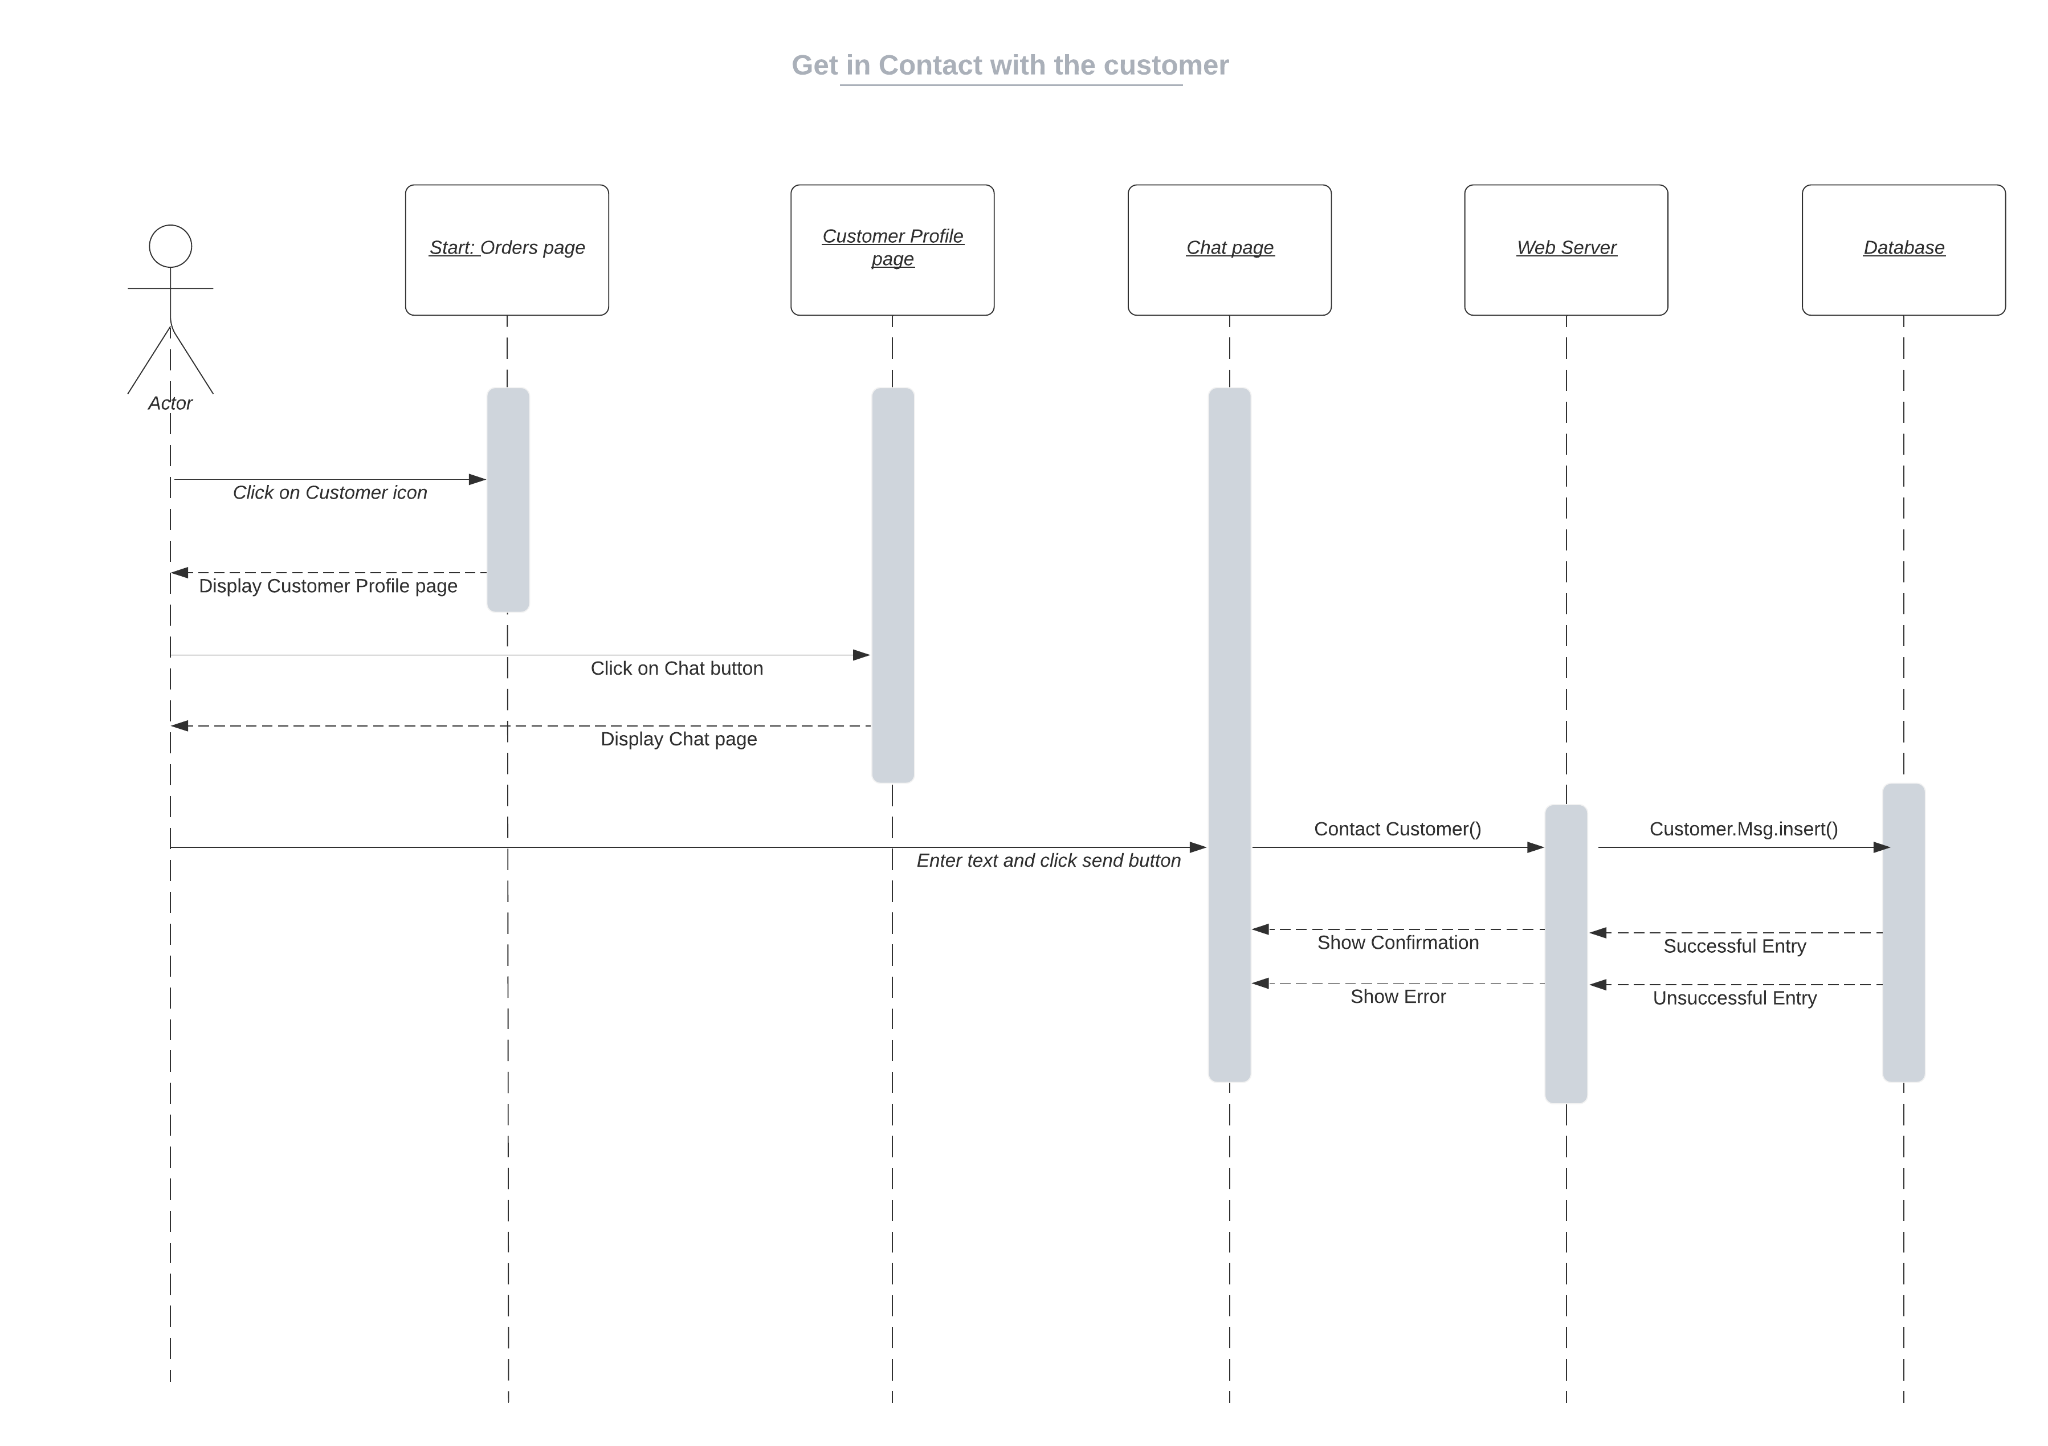 Get in Contact with the customer
Start: Orders page
Customer Profile
page
Chat page
Web Server
Database
Actor
Click on Customer icon
Display Customer Profile page
Click on Chat button
Display Chat page
Contact Customer()
Customer.Msg.insert()
Enter text and click send button
Show Confirmation
Successful Entry
Show Error
Unsuccessful Entry